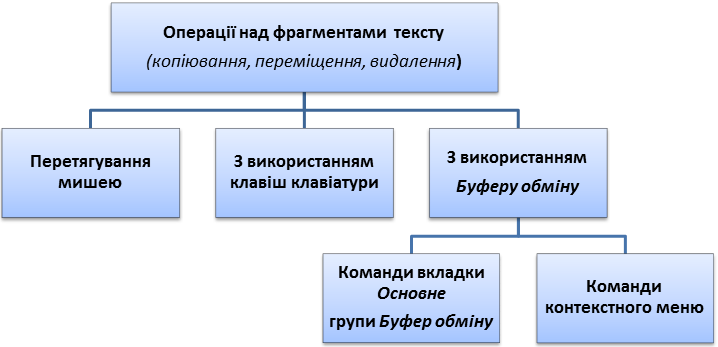 Операції над фрагментами тексту
(копіювання, переміщення, видалення)
Перетягування
мишею
З використанням
клавіш клавіатури
З використанням
Буферу обміну
Команди вкладки
Основне
групи Буфер обміну
Команди
контекстного меню